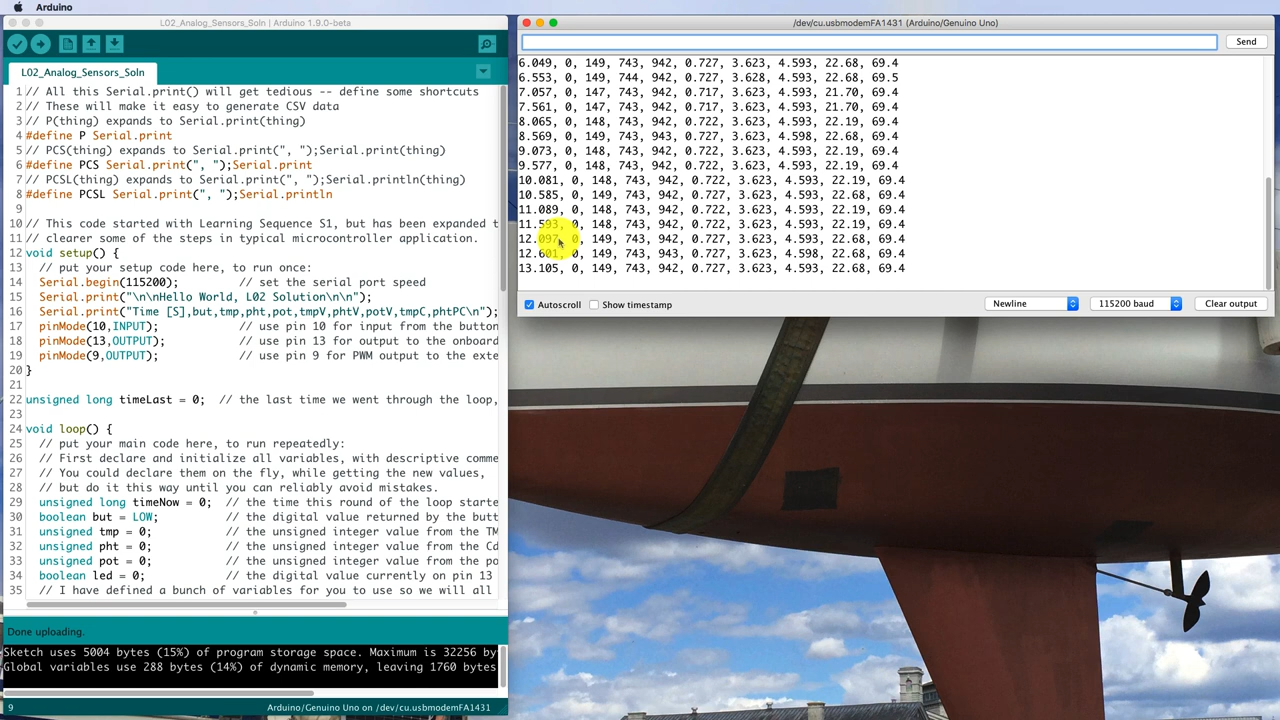 Arduino
L02_Analog_Sensors_Soln | Arduino 1.9.0-beta
L02_Analog_Sensors_Soln
1 // All this Serial.print() will get tedious -- define some shortcuts
2 // These will make it easy to generate CSV data
3 // P(thing) expands to Serial.print(thing)
4 #define P Serial.print
5 // PCS(thing) expands to Serial.print(", ");Serial.print(thing)
6 #define PCS Serial.print(", ");Serial.print
7 // PCSL(thing) expands to Serial.print(", ");Serial.println(thing)
8 #define PCSL Serial.print(", ");Serial.println
9
10 // This code started with Learning Sequence S1, but has been expanded t
11 // clearer some of the steps in typical microcontroller application.
12 void setup() {
13 // put your setup code here, to run once:
14 Serial.begin(115200); // set the serial port speed
15 Serial.print("\n\nHello World, L02 Solution\n\n");
16 Serial.print("Time [S],but,tmp,pht,pot,tmpV,phtV,potV,tmpC,phtPC\n");
17 pinMode(10,INPUT); // use pin 10 for input from the button
18 pinMode(13,OUTPUT); // use pin 13 for output to the onboard
19 pinMode(9,OUTPUT); // use pin 9 for PWM output to the exte
20 }
21
22 unsigned long timeLast = 0; // the last time we went through the loop,
23
24 void loop() {
25 // put your main code here, to run repeatedly:
26 // First declare and initialize all variables, with descriptive comme
27 // You could declare them on the fly, while getting the new values,
28 // but do it this way until you can reliably avoid mistakes.
29 unsigned long timeNow = 0; // the time this round of the loop starte
30 boolean but = LOW; // the digital value returned by the butt
31 unsigned tmp = 0; // the unsigned integer value from the TM
32 unsigned pht = 0; // the unsigned integer value from the Cd
33 unsigned pot = 0; // the unsigned integer value from the po
34 boolean led = 0; // the digital value currently on pin 13
35 // I have defined a bunch of variables for you to use so we will all
Done uploading.
Sketch uses 5004 bytes (15%) of program storage space. Maximum is 32256 by
Global variables use 288 bytes (14%) of dynamic memory, leaving 1760 bytes
9 Arduino/Genuino Uno on /dev/cu.usbmodemFA1431
/dev/cu.usbmodemFA1431 (Arduino/Genuino Uno)
Send
6.049, 0, 149, 743, 942, 0.727, 3.623, 4.593, 22.68, 69.4
6.553, 0, 149, 744, 942, 0.727, 3.628, 4.593, 22.68, 69.5
7.057, 0, 147, 743, 942, 0.717, 3.623, 4.593, 21.70, 69.4
7.561, 0, 147, 743, 942, 0.717, 3.623, 4.593, 21.70, 69.4
8.065, 0, 148, 743, 942, 0.722, 3.623, 4.593, 22.19, 69.4
8.569, 0, 149, 743, 943, 0.727, 3.623, 4.598, 22.68, 69.4
9.073, 0, 148, 743, 942, 0.722, 3.623, 4.593, 22.19, 69.4
9.577, 0, 148, 743, 942, 0.722, 3.623, 4.593, 22.19, 69.4
10.081, 0, 148, 743, 942, 0.722, 3.623, 4.593, 22.19, 69.4
10.585, 0, 149, 743, 942, 0.727, 3.623, 4.593, 22.68, 69.4
11.089, 0, 148, 743, 942, 0.722, 3.623, 4.593, 22.19, 69.4
11.593, 0, 148, 743, 942, 0.722, 3.623, 4.593, 22.19, 69.4
12.097, 0, 149, 743, 942, 0.727, 3.623, 4.593, 22.68, 69.4
12.601, 0, 149, 743, 943, 0.727, 3.623, 4.598, 22.68, 69.4
13.105, 0, 149, 743, 942, 0.727, 3.623, 4.593, 22.68, 69.4
Autoscroll Show timestamp Newline 115200 baud Clear output